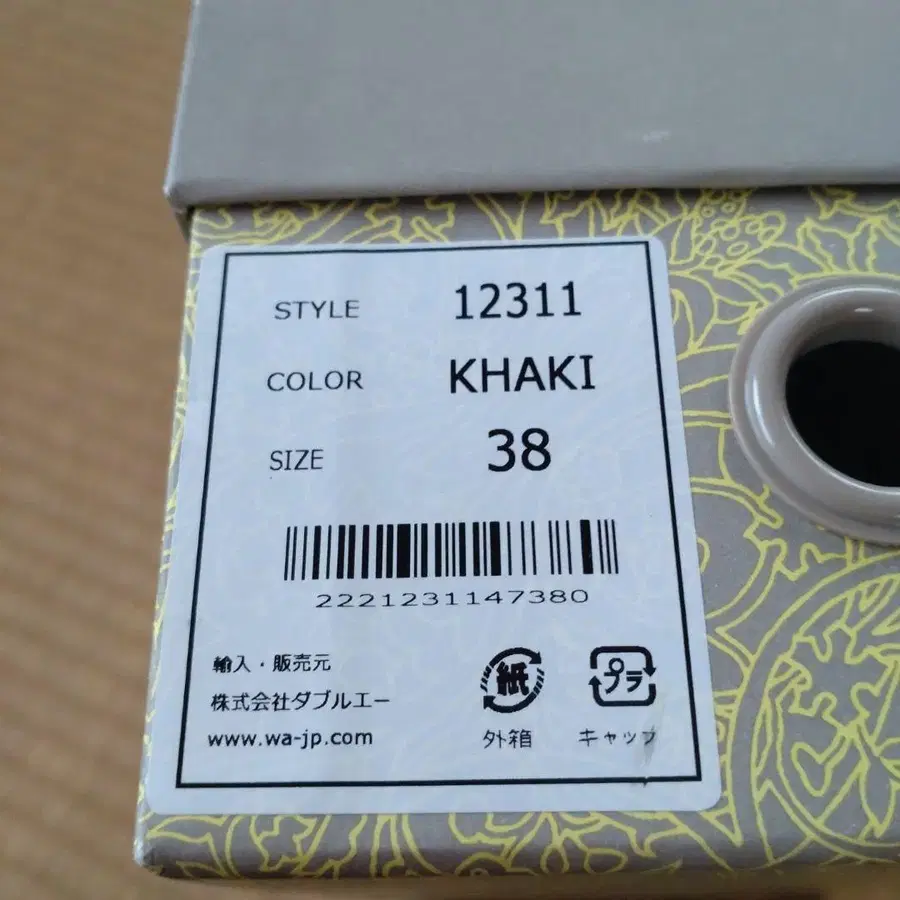 STYLE 12311
COLOR KHAKI
SIZE 38
2221231147380
輸入・販売元
株式会社ダブルエー
www.wa-jp.com
紙
外箱
プラ
キャップ